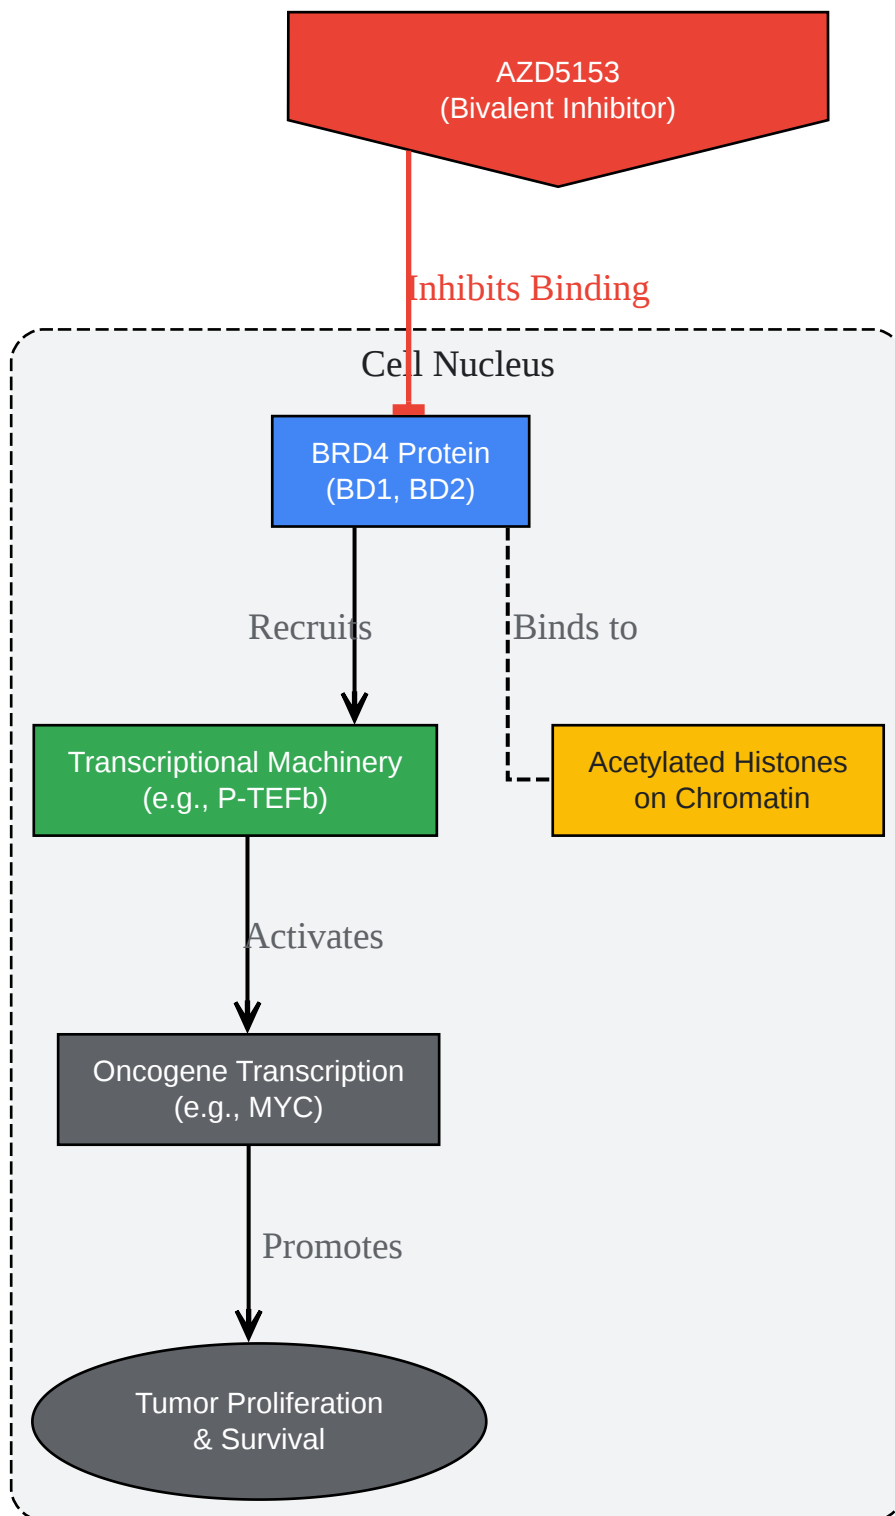 AZD5153
(Bivalent Inhibitor)
Inhibits Binding
Cell Nucleus
BRD4 Protein
(BD1, BD2)
Recruits
Binds to
Transcriptional Machinery
(e.g., P-TEFb)
Acetylated Histones
on Chromatin
Activates
Oncogene Transcription
(e.g., MYC)
Promotes
Tumor Proliferation
& Survival